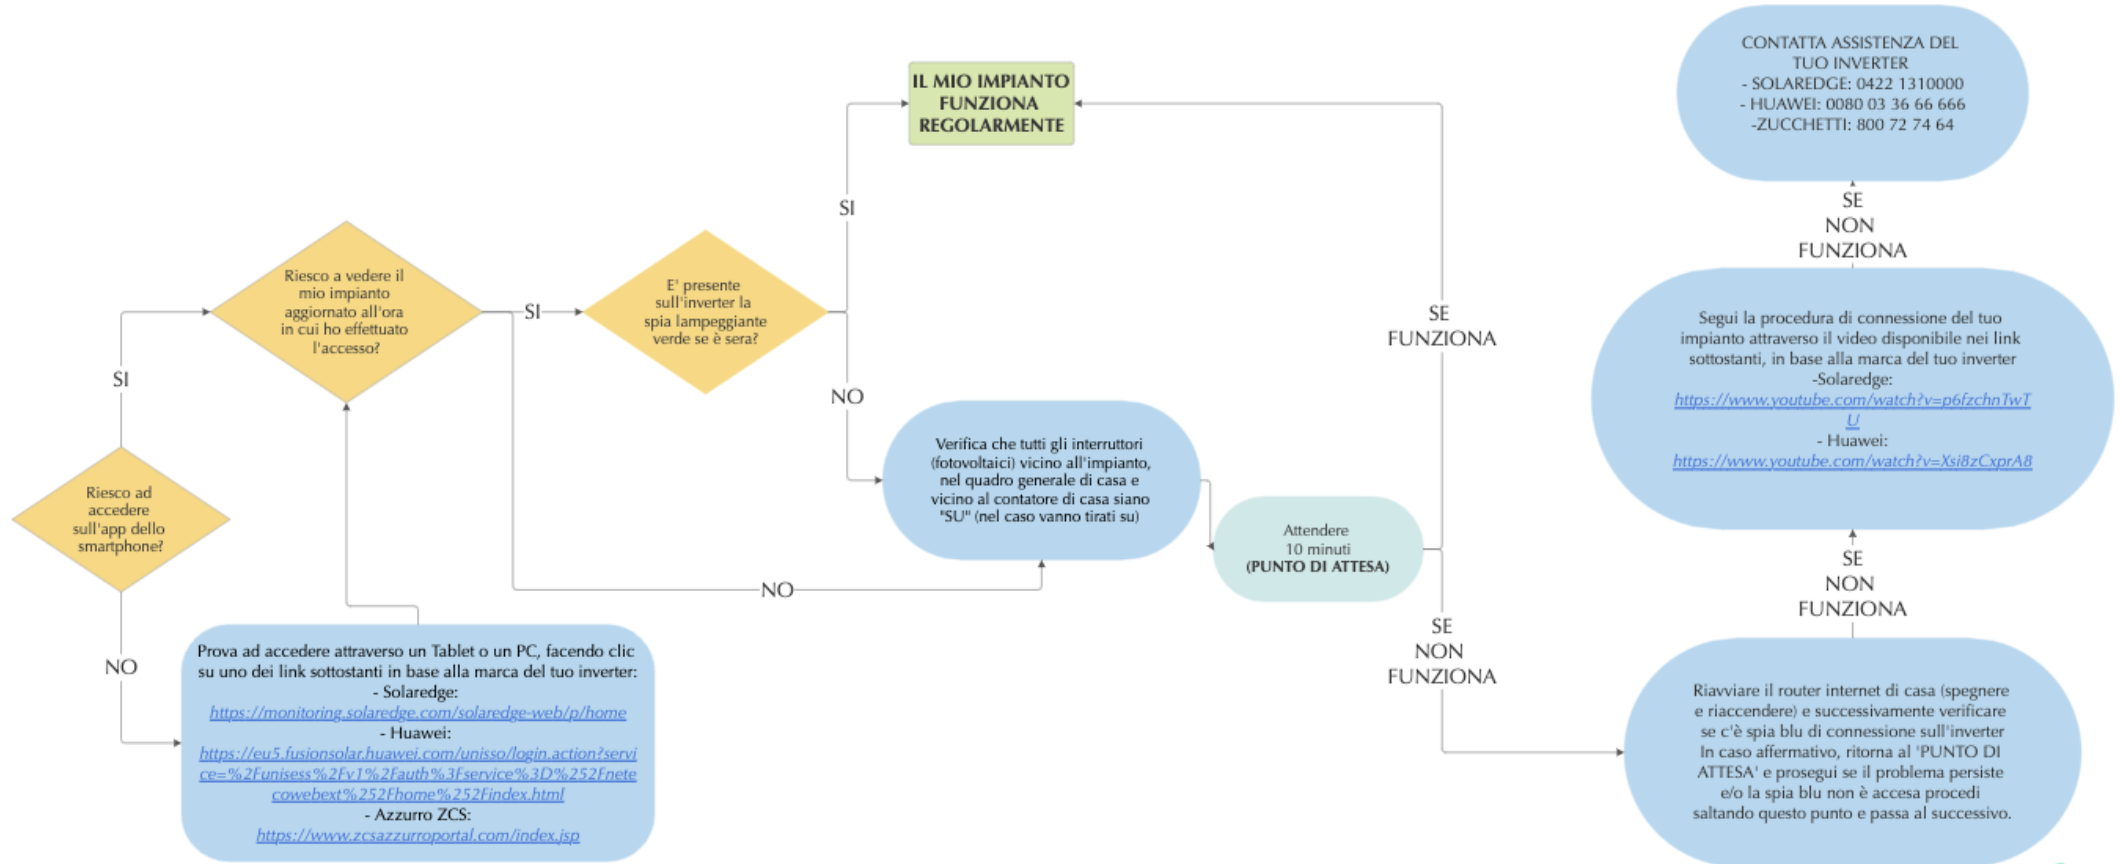 Riesco ad
accedere
sull'app dello
smartphone?
SI
NO
Prova ad accedere attraverso un Tablet o un PC, facendo clic
su uno dei link sottostanti in base alla marca del tuo inverter:
- Solaredge:
https://monitoring.solaredge.com/solaredge-web/p/home
- Huawei:
https://eu5.fusionsolar.huawei.com/unisso/login.action?servi
ce=%2Funisess%2Fv1%2Fauth%3Fservice%3D%252Fnete
cowebext%252Fhome%252Findex.html
- Azzurro ZCS:
https://www.zcsazzurroportal.com/index.jsp
Riesco a vedere il
mio impianto
aggiornato all'ora
in cui ho effettuato
l'accesso?
SI
NO
E' presente
sull'inverter la
spia lampeggiante
verde se è sera?
SI
NO
IL MIO IMPIANTO
FUNZIONA
REGOLARMENTE
Verifica che tutti gli interruttori
(fotovoltaici) vicino all'impianto,
nel quadro generale di casa e
vicino al contatore di casa siano
"SU" (nel caso vanno tirati su)
Attendere
10 minuti
(PUNTO DI ATTESA)
SE
FUNZIONA
SE
NON
FUNZIONA
Riavviare il router internet di casa (spegnere
e riaccendere) e successivamente verificare
se c'è spia blu di connessione sull'inverter
In caso affermativo, ritorna al 'PUNTO DI
ATTESA' e prosegui se il problema persiste
e/o la spia blu non è accesa procedi
saltando questo punto e passa al successivo.
SE
NON
FUNZIONA
Segui la procedura di connessione del tuo
impianto attraverso il video disponibile nei link
sottostanti, in base alla marca del tuo inverter
-Solaredge:
https://www.youtube.com/watch?v=p6fzchnTwT
U
- Huawei:
https://www.youtube.com/watch?v=Xsi8zCxprA8
SE
NON
FUNZIONA
CONTATTA ASSISTENZA DEL
TUO INVERTER
- SOLAREDGE: 0422 1310000
- HUAWEI: 0080 03 36 66 666
-ZUCCHETTI: 800 72 74 64